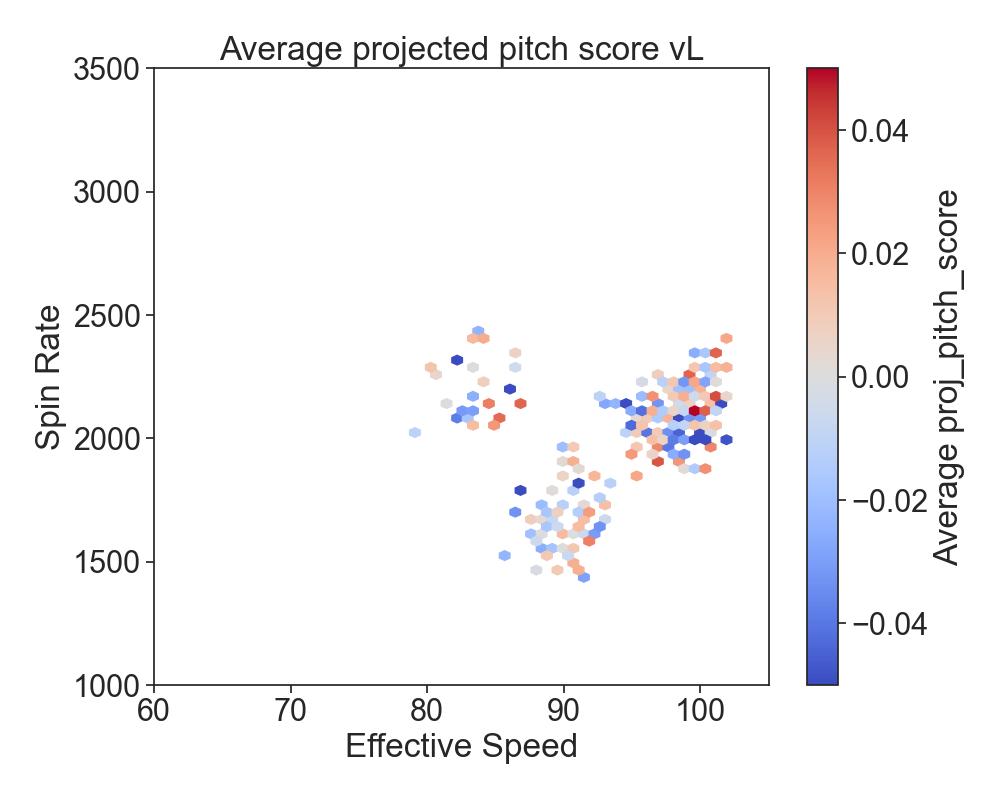 Average projected pitch score vL
3500
3000
2500
2000
1500
1000
Spin Rate
60 70 80 90 100
Effective Speed
0.04
0.02
0.00
−0.02
−0.04
Average proj_pitch_score